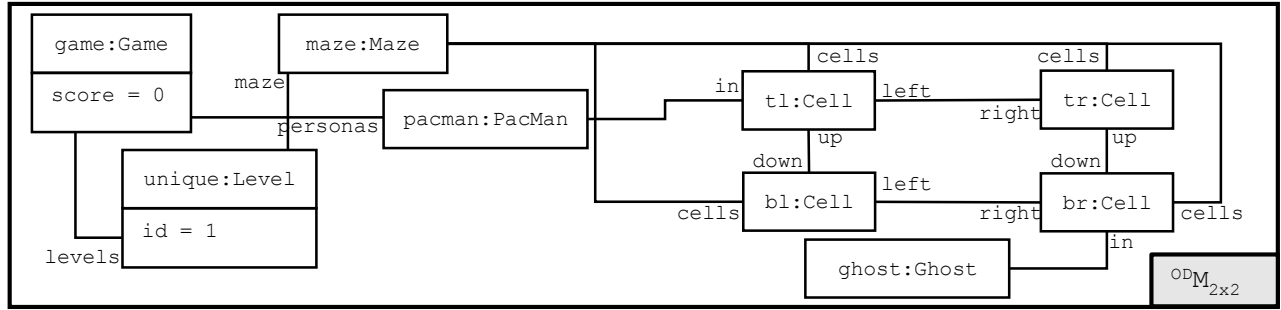 game:Game
score = 0
maze:Maze
maze
personas
pacman:PacMan
unique:Level
id = 1
levels
cells
cells
in
tl:Cell
left
right
tr:Cell
up
up
down
down
left
right
cells
bl:Cell
br:Cell
cells
in
ghost:Ghost
ODM2x2